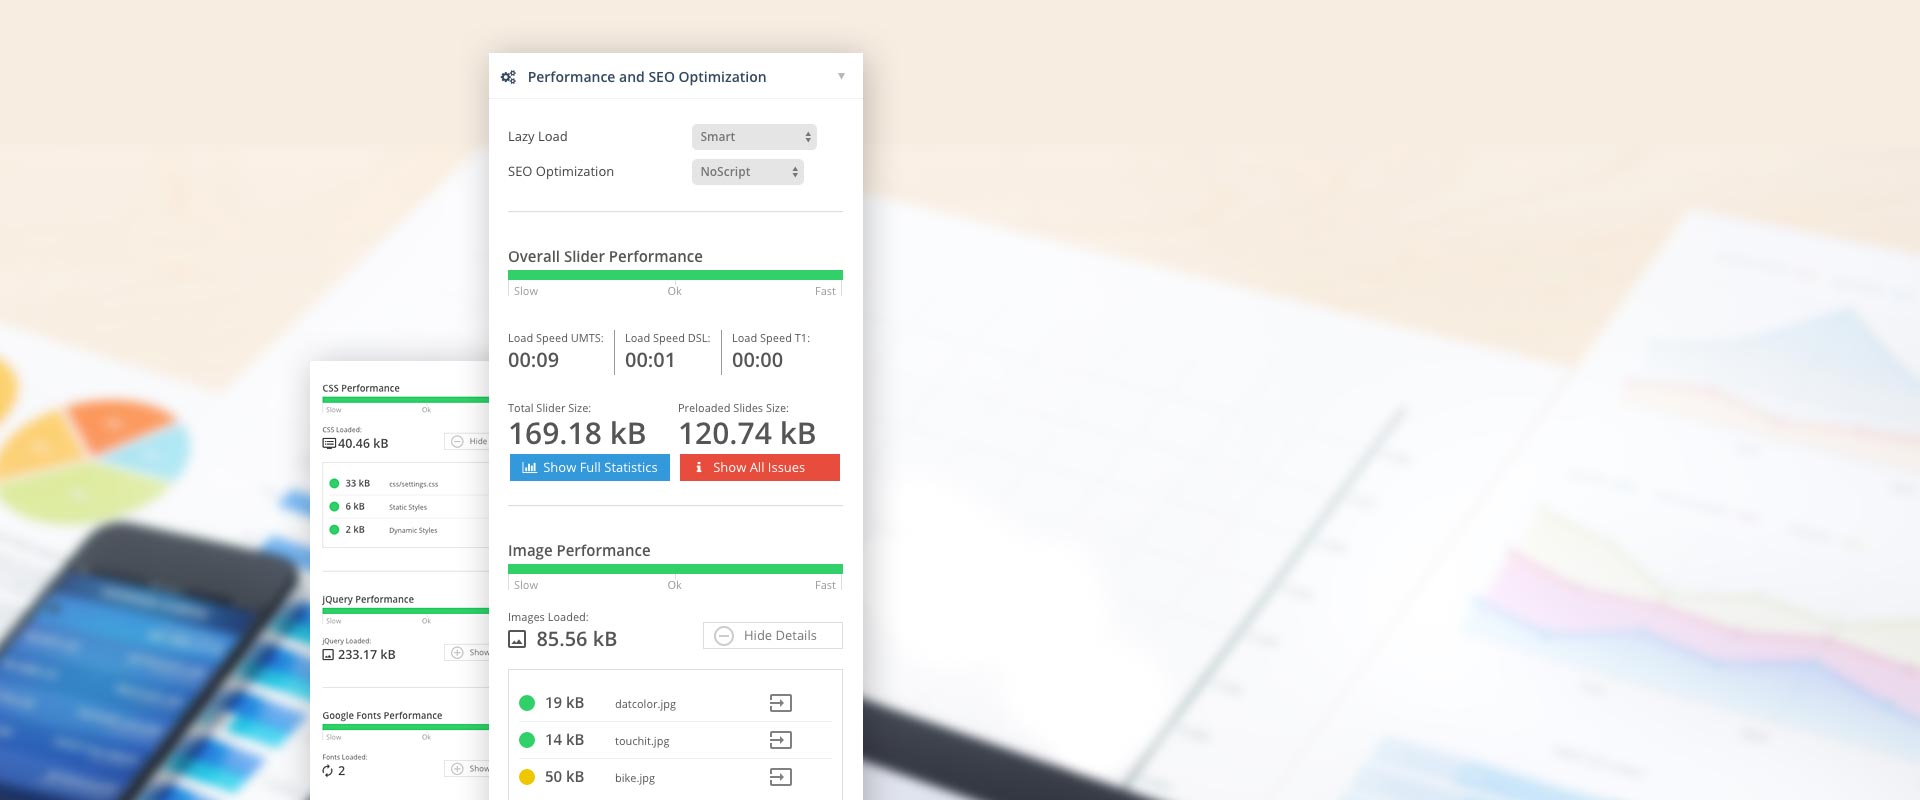 Performance and SEO Optimization
Lazy Load Smart
SEO Optimization NoScript
Overall Slider Performance
Slow Ok Fast
Load Speed UMTS: Load Speed DSL: Load Speed T1:
00:09 00:01 00:00
Total Slider Size: Preloaded Slides Size:
169.18 kB 120.74 kB
Show Full Statistics Show All Issues
Image Performance
Slow Ok Fast
Images Loaded:
85.56 kB Hide Details
19 kB datcolor.jpg
14 kB touchit.jpg
50 kB bike.jpg
CSS Performance
Slow Ok
CSS Loaded:
40.46 kB Hide
33 kB css/settings.css
6 kB Static Styles
2 kB Dynamic Styles
jQuery Performance
Slow Ok
jQuery Loaded:
233.17 kB Show
Google Fonts Performance
Slow Ok
Fonts Loaded:
2 Show